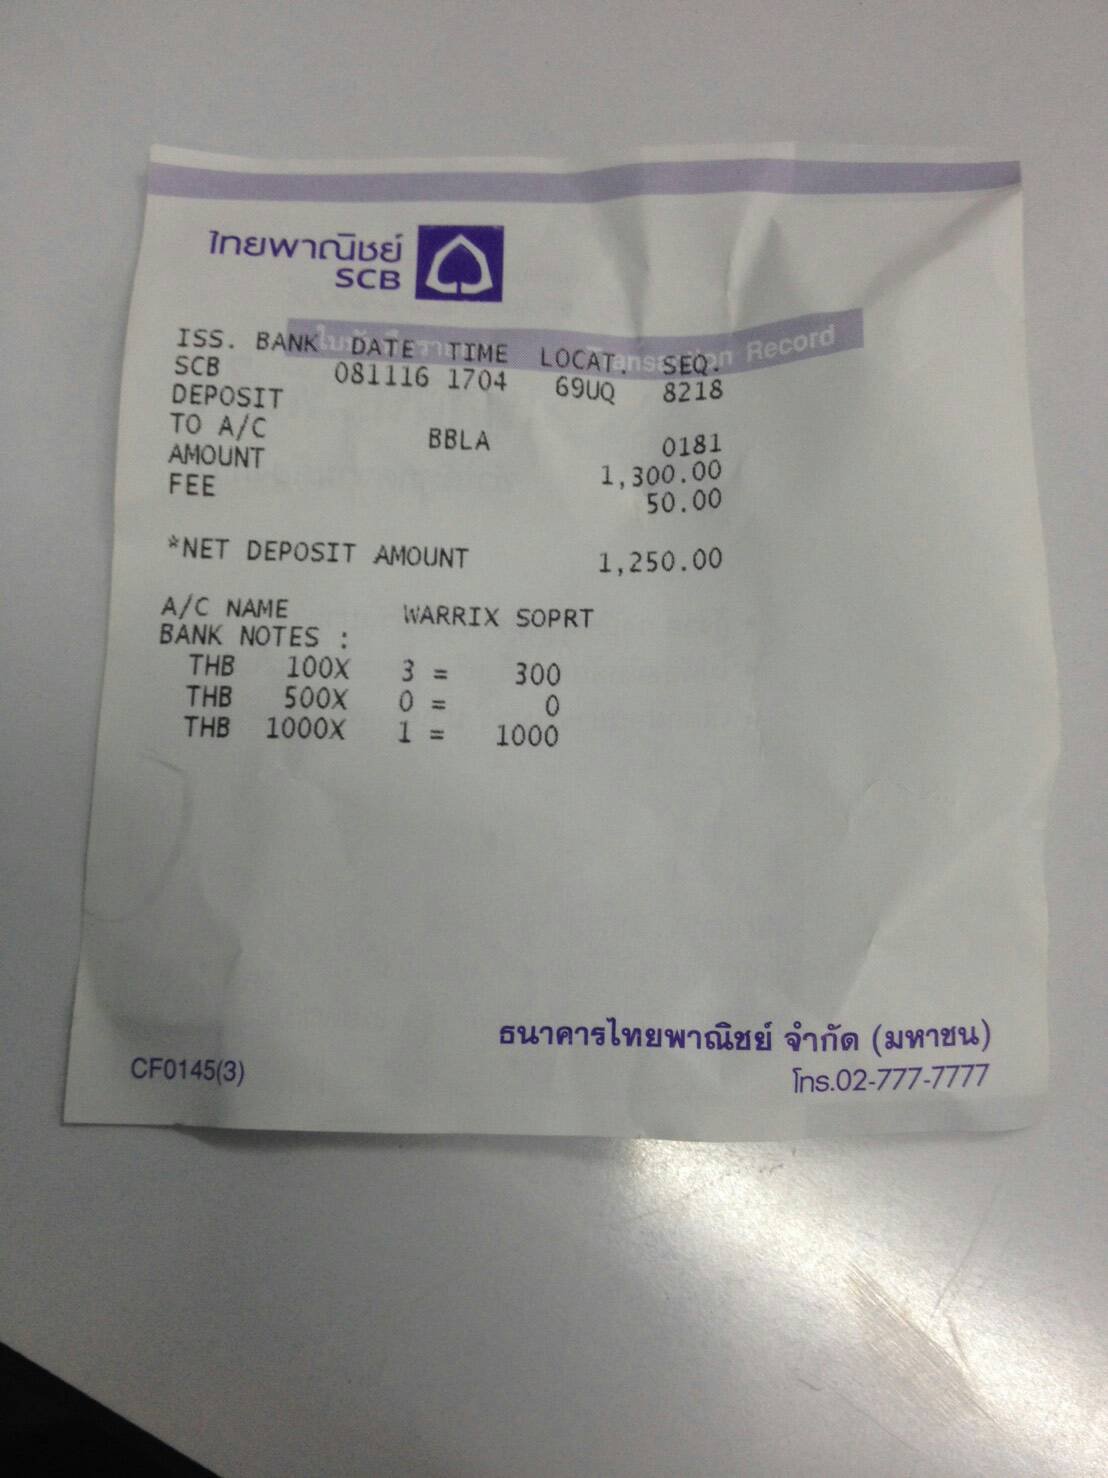 ไทยพาณิชย์
SCB
ใบบันทึกรายการ Transaction Record
ISS. BANK DATE TIME LOCAT. SEQ.
SCB 081116 1704 69UQ 8218
DEPOSIT
TO A/C BBLA 0181
AMOUNT 1,300.00
FEE 50.00
*NET DEPOSIT AMOUNT 1,250.00
A/C NAME WARRIX SOPRT
BANK NOTES :
THB 100X 3 = 300
THB 500X 0 = 0
THB 1000X 1 = 1000
ธนาคารไทยพาณิชย์ จำกัด (มหาชน)
CF0145(3) โทร.02-777-7777